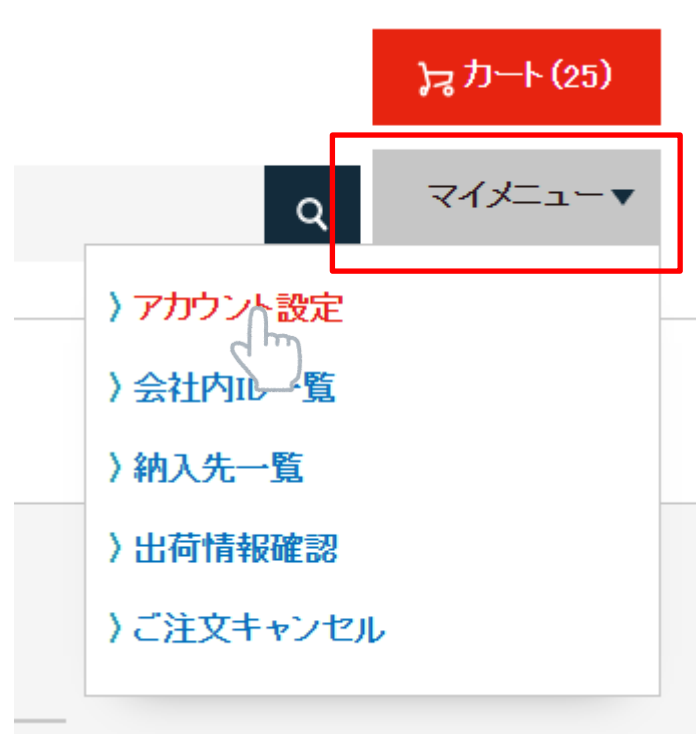 カート(25)
マイメニュー▼
アカウント設定
会社内ID一覧
納入先一覧
出荷情報確認
ご注文キャンセル